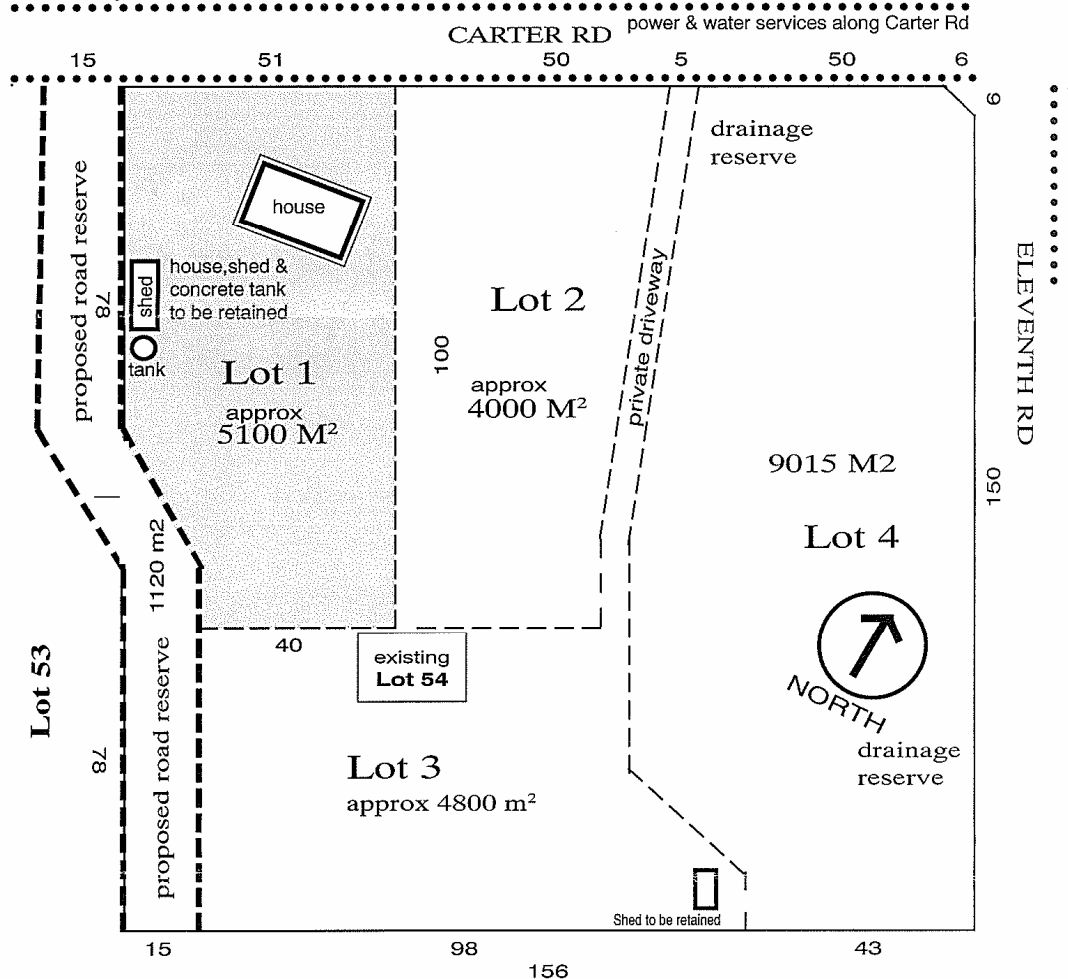 power & water services along Carter Rd
CARTER RD
15
51
50
5
50
6
6
drainage
reserve
house
proposed road reserve
78
shed
house,shed &
concrete tank
to be retained
tank
Lot 1
approx
5100 M²
100
Lot 2
approx
4000 M²
private driveway
ELEVENTH RD
150
9015 M2
Lot 4
NORTH
drainage
reserve
1120 m2
40
existing
Lot 54
Lot 53
78
proposed road reserve
Lot 3
approx 4800 m²
Shed to be retained
15
98
43
156